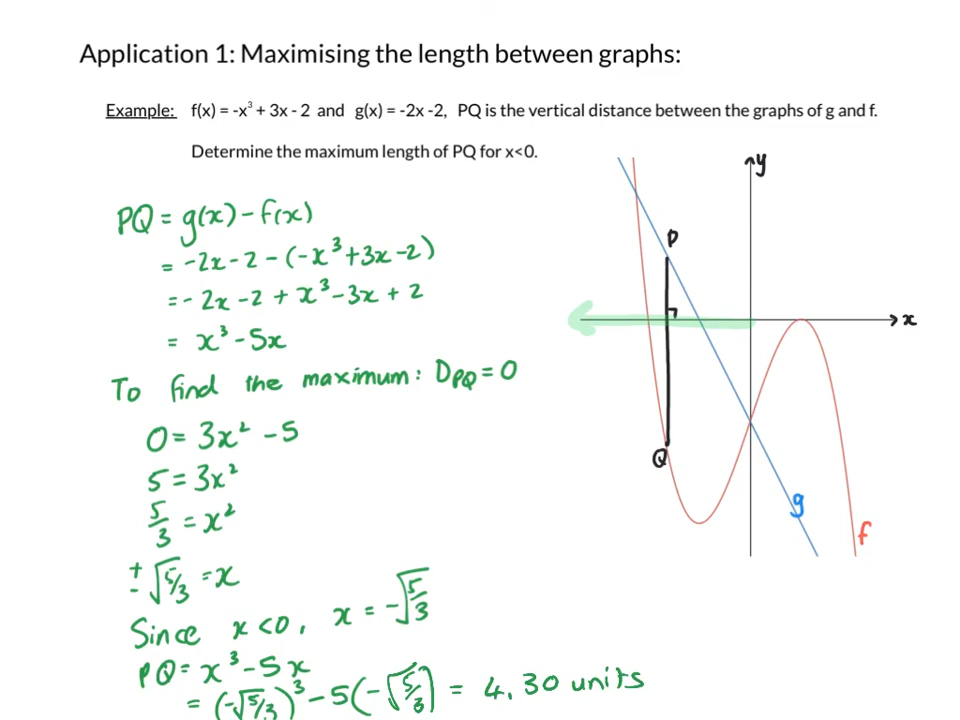 Application 1: Maximising the length between graphs:
Example: f(x) = -x³ + 3x - 2 and g(x) = -2x -2, PQ is the vertical distance between the graphs of g and f.
Determine the maximum length of PQ for x<0.
PQ = g(x) - f(x)
= -2x - 2 - (-x³ + 3x - 2)
= - 2x - 2 + x³ - 3x + 2
= x³ - 5x
To find the maximum: D_PQ = 0
0 = 3x² - 5
5 = 3x²
5/3 = x²
± √5/3 = x
Since x < 0, x = -√5/3
PQ = x³ - 5x
= (-√5/3)³ - 5(-√5/3) = 4,30 units
y
P
x
Q
g
f